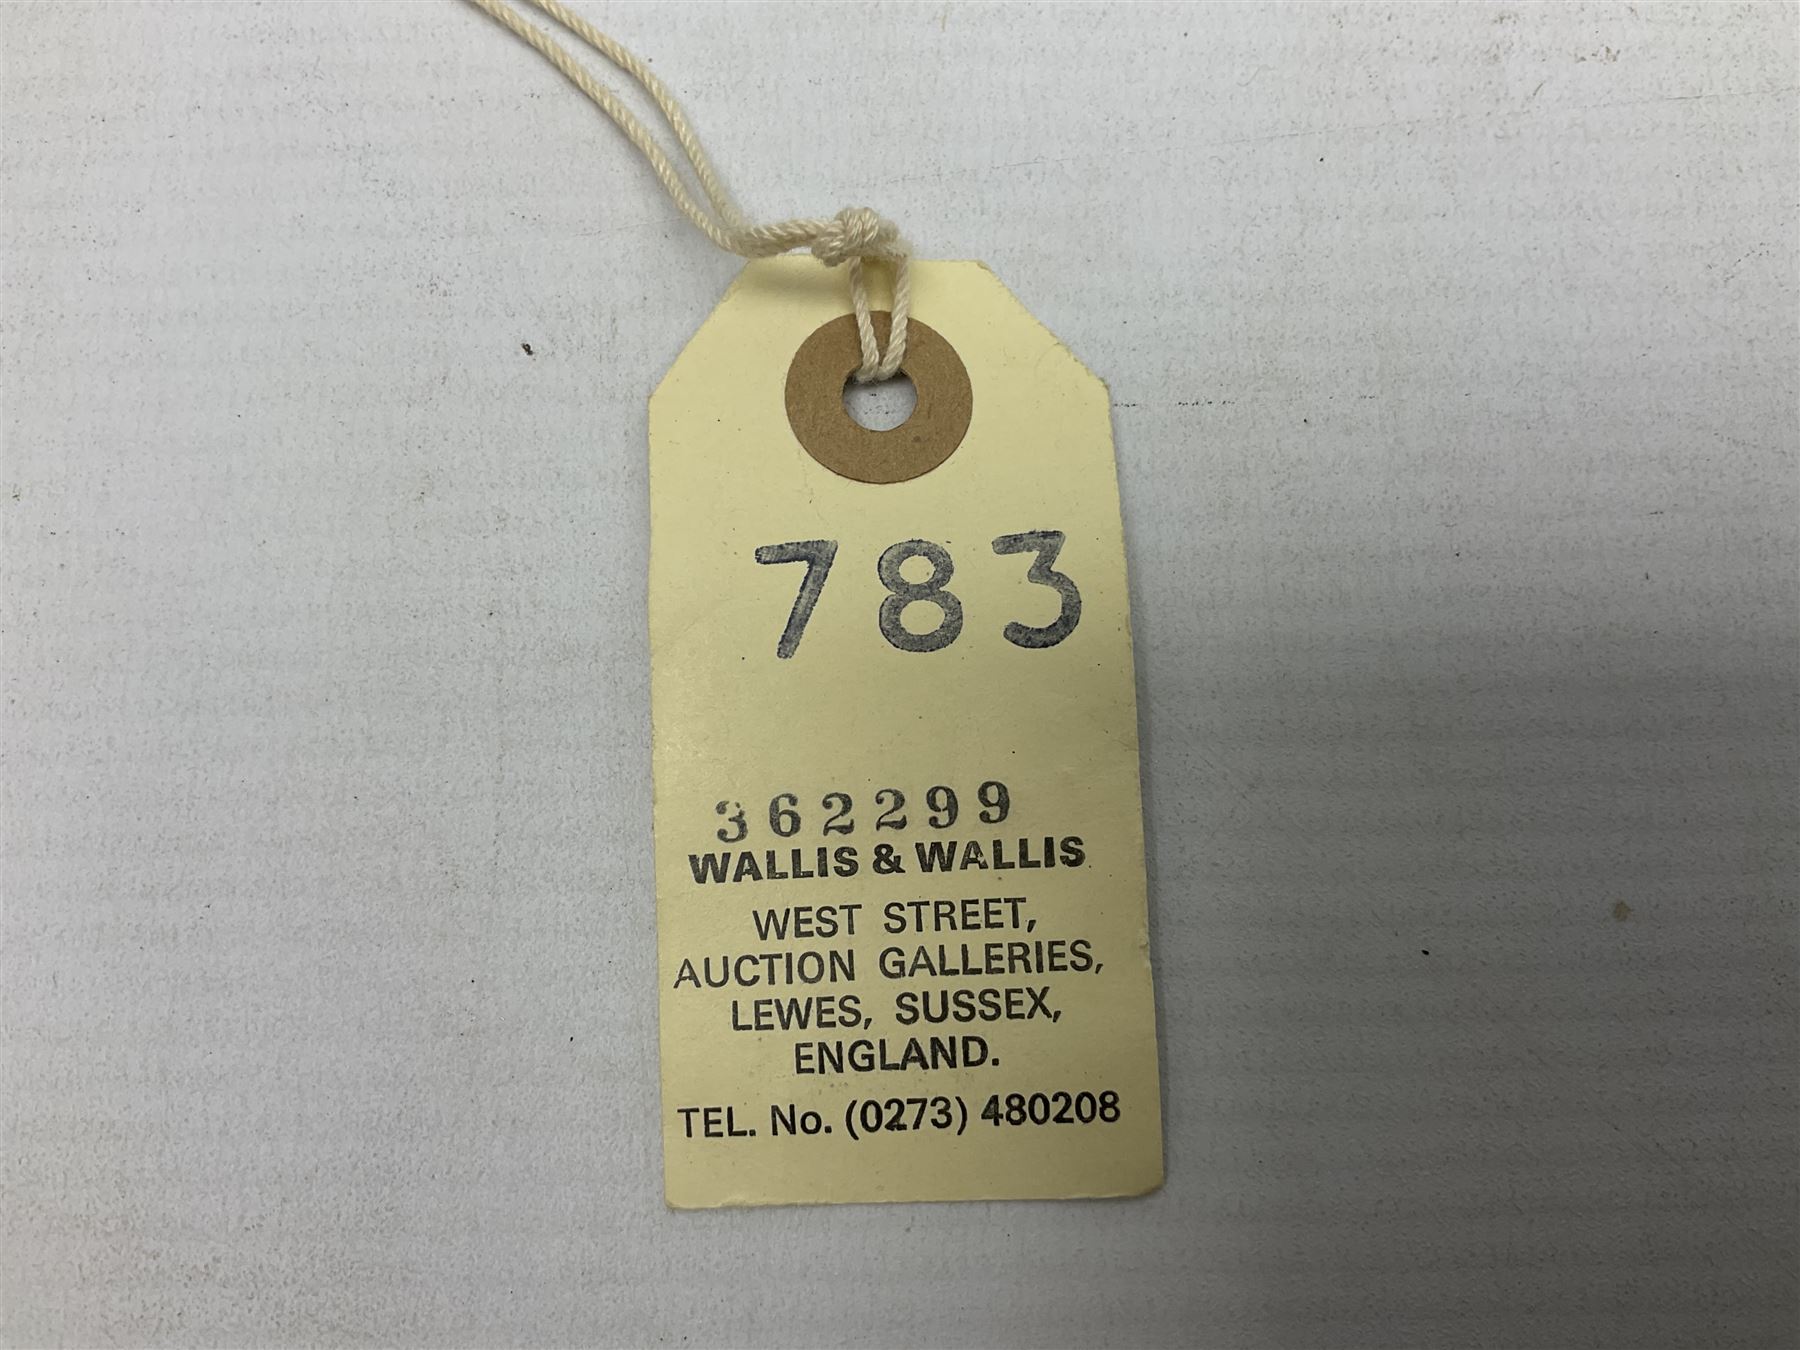 783
362299
WALLIS & WALLIS
WEST STREET,
AUCTION GALLERIES,
LEWES, SUSSEX,
ENGLAND.
TEL. No. (0273) 480208